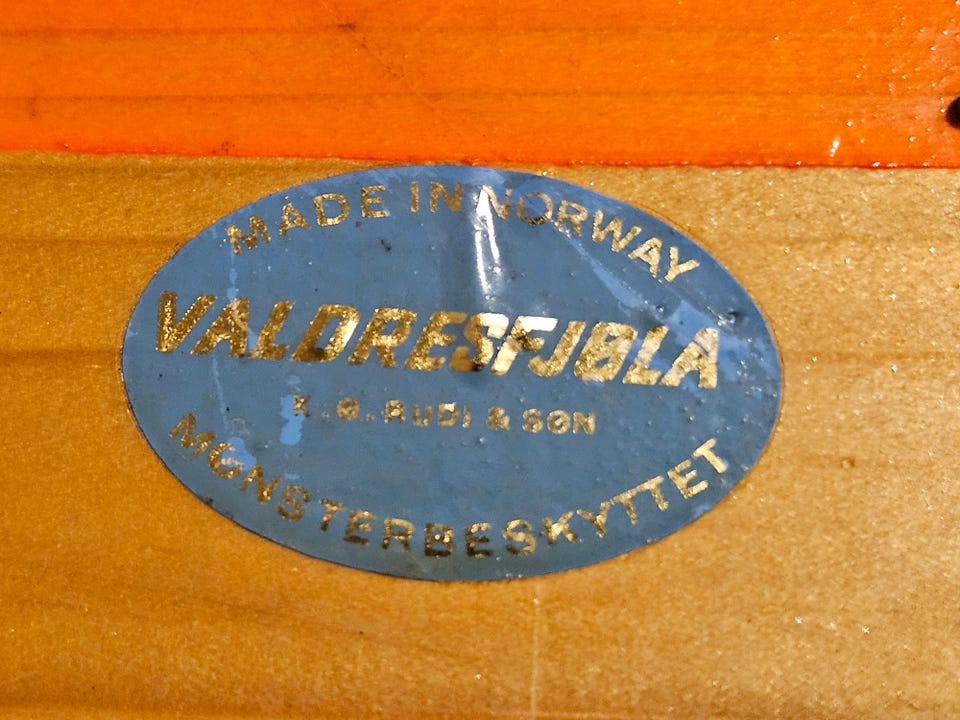 MADE IN NORWAY
VALDRESFJØLA
K.O.RUDI & SØN
MØNSTERBESKYTTET